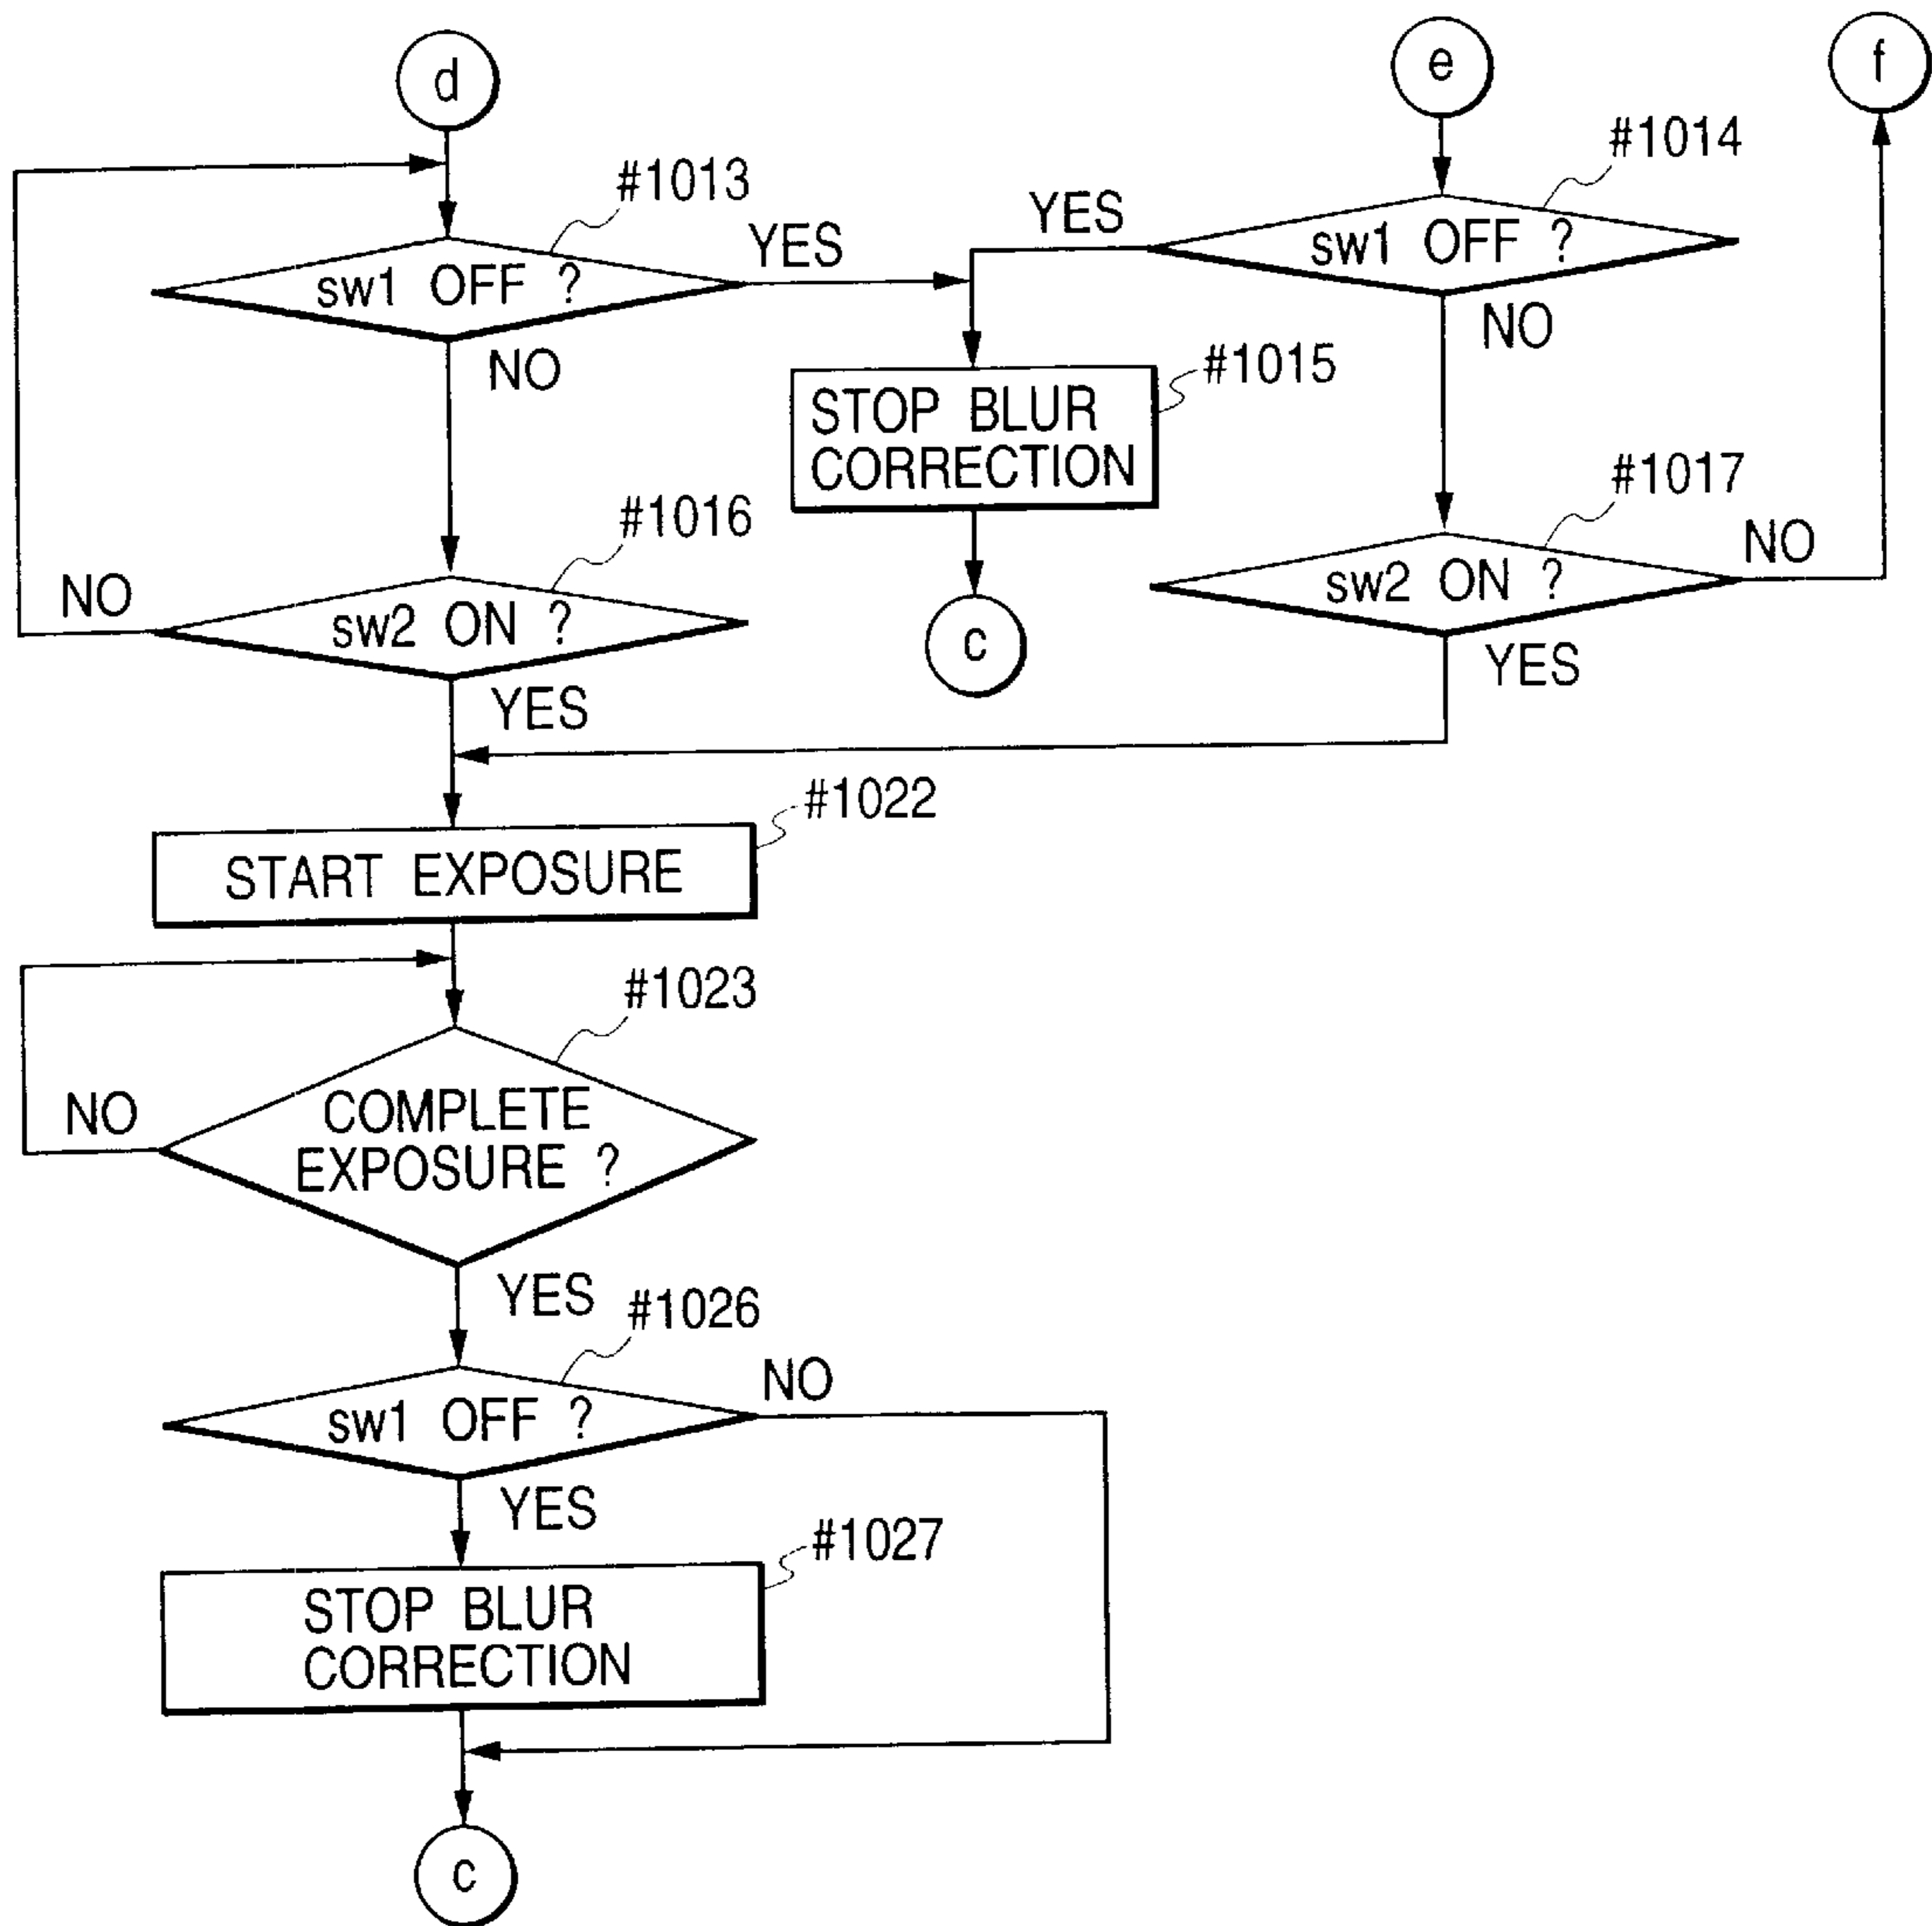 d
e
f
#1013
#1014
sw1 OFF ?
YES
NO
YES
sw1 OFF ?
NO
#1015
STOP BLUR
CORRECTION
c
#1016
sw2 ON ?
NO
YES
#1017
sw2 ON ?
NO
YES
#1022
START EXPOSURE
#1023
COMPLETE
EXPOSURE ?
NO
YES
#1026
sw1 OFF ?
NO
YES
#1027
STOP BLUR
CORRECTION
c